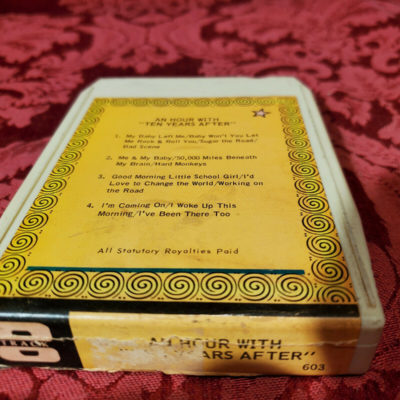 AN HOUR WITH
"TEN YEARS AFTER"
1. My Baby Left Me/Baby Won't You Let
Me Rock & Roll You/Sugar the Road/
Bad Scene
2. Me & My Baby/50,000 Miles Beneath
My Brain/Hard Monkeys
3. Good Morning Little School Girl/I'd
Love to Change the World/Working on
the Road
4. I'm Coming On/I Woke Up This
Morning/I've Been There Too
All Statutory Royalties Paid
8
TRACK
AN HOUR WITH
"TEN YEARS AFTER"
603